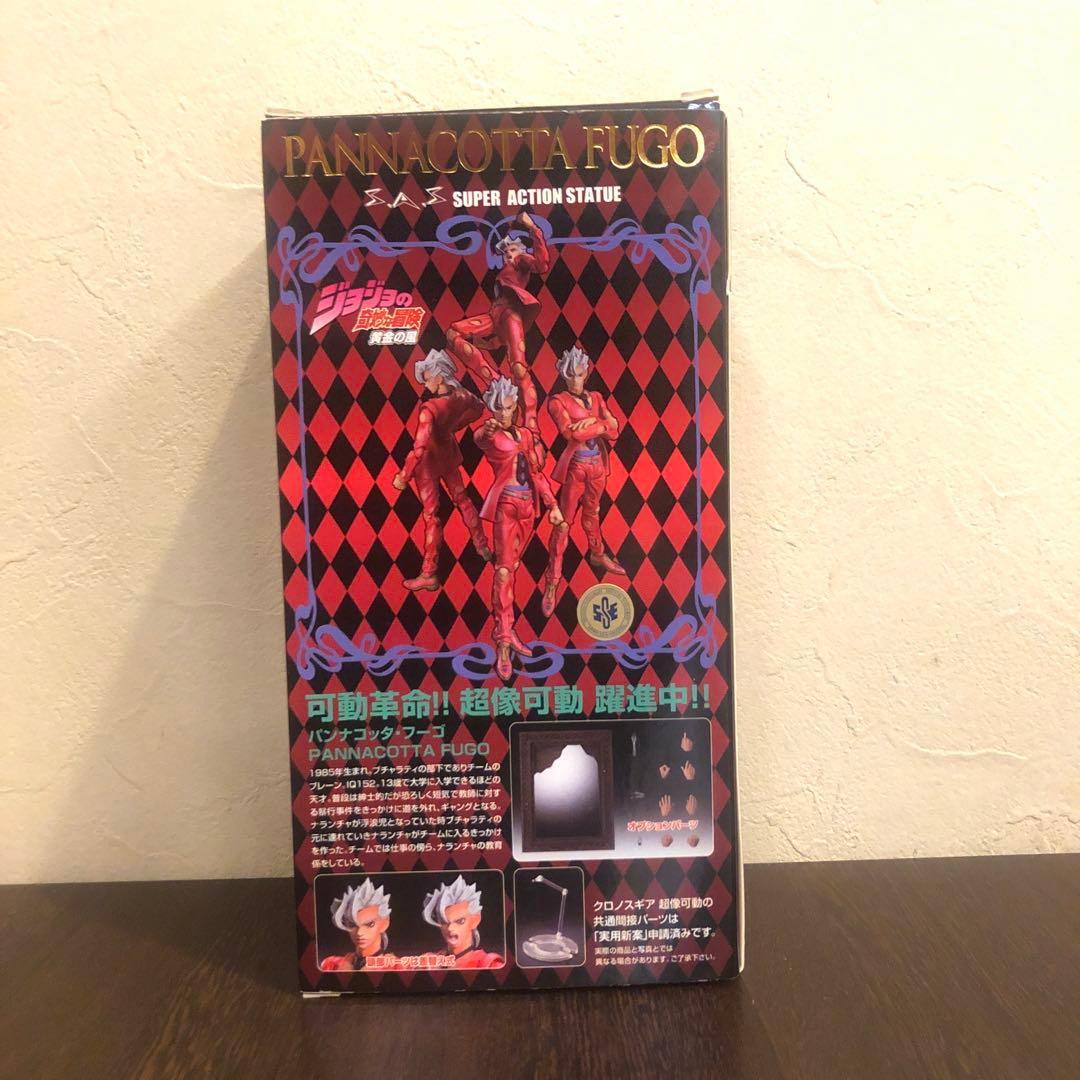 PANNACOTTA FUGO
S.A.S SUPER ACTION STATUE
ジョジョの
奇妙な冒険
黄金の風
SSE
可動革命!! 超像可動 躍進中!!
パンナコッタ・フーゴ
PANNACOTTA FUGO
1985年生まれ。ブチャラティの部下でありチームの
ブレーン。IQ152。13歳で大学に入学できるほどの
天才。普段は紳士的だが恐ろしく短気で教師に対す
る暴行事件をきっかけに道を外れ、ギャングとなる。
ナランチャが浮浪児となっていた時ブチャラティの
元に連れていきナランチャがチームに入るきっかけ
を作った。チームでは仕事の傍ら、ナランチャの教育
係をしている。
オプションパーツ
頭部パーツは差替え式
クロノスギア 超像可動の
共通間接パーツは
「実用新案」申請済みです。
実際の商品と写真とでは
異なる場合があります。ご了承下さい。